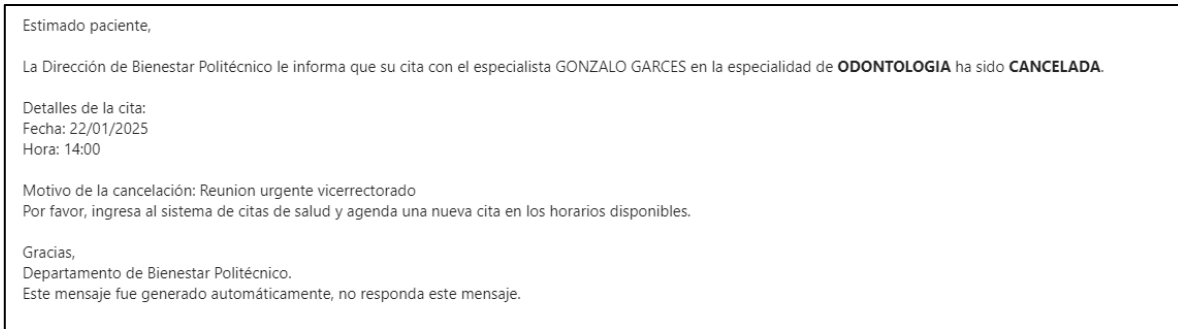 Estimado paciente,
La Dirección de Bienestar Politécnico le informa que su cita con el especialista GONZALO GARCES en la especialidad de ODONTOLOGIA ha sido CANCELADA.
Detalles de la cita:
Fecha: 22/01/2025
Hora: 14:00
Motivo de la cancelación: Reunion urgente vicerrectorado
Por favor, ingresa al sistema de citas de salud y agenda una nueva cita en los horarios disponibles.
Gracias,
Departamento de Bienestar Politécnico.
Este mensaje fue generado automáticamente, no responda este mensaje.